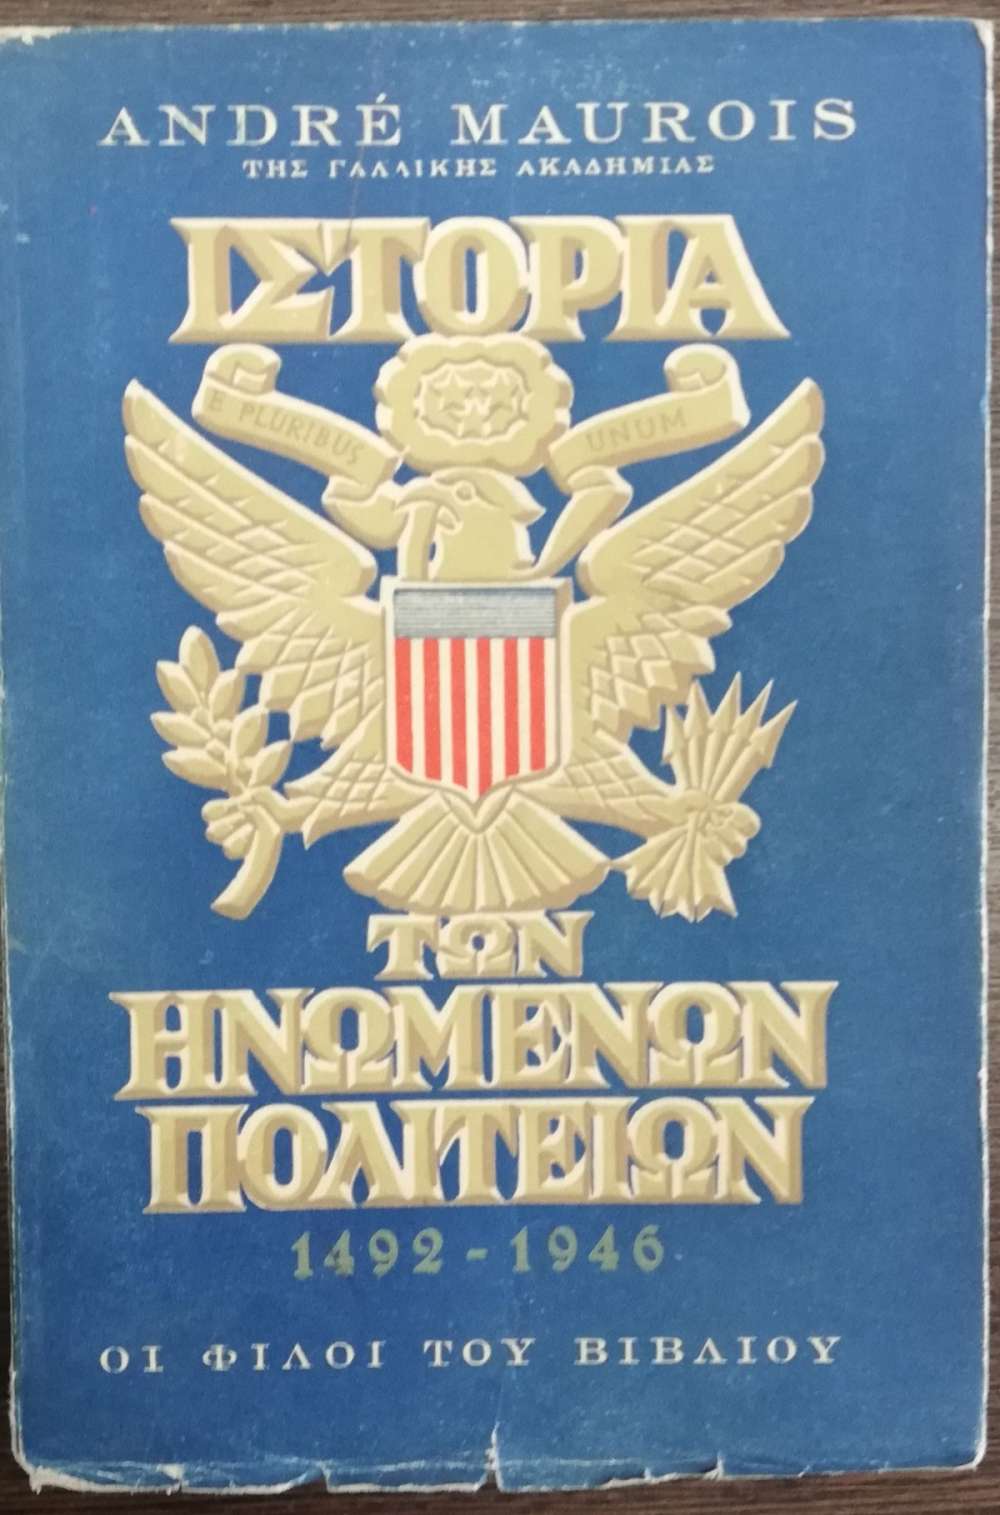 ANDRÉ MAUROIS
ΤΗΣ ΓΑΛΛΙΚΗΣ ΑΚΑΔΗΜΙΑΣ
ΙΣΤΟΡΙΑ
E PLURIBUS UNUM
ΤΩΝ
ΗΝΩΜΕΝΩΝ
ΠΟΛΙΤΕΙΩΝ
1492 - 1946
ΟΙ ΦΙΛΟΙ ΤΟΥ ΒΙΒΛΙΟΥ